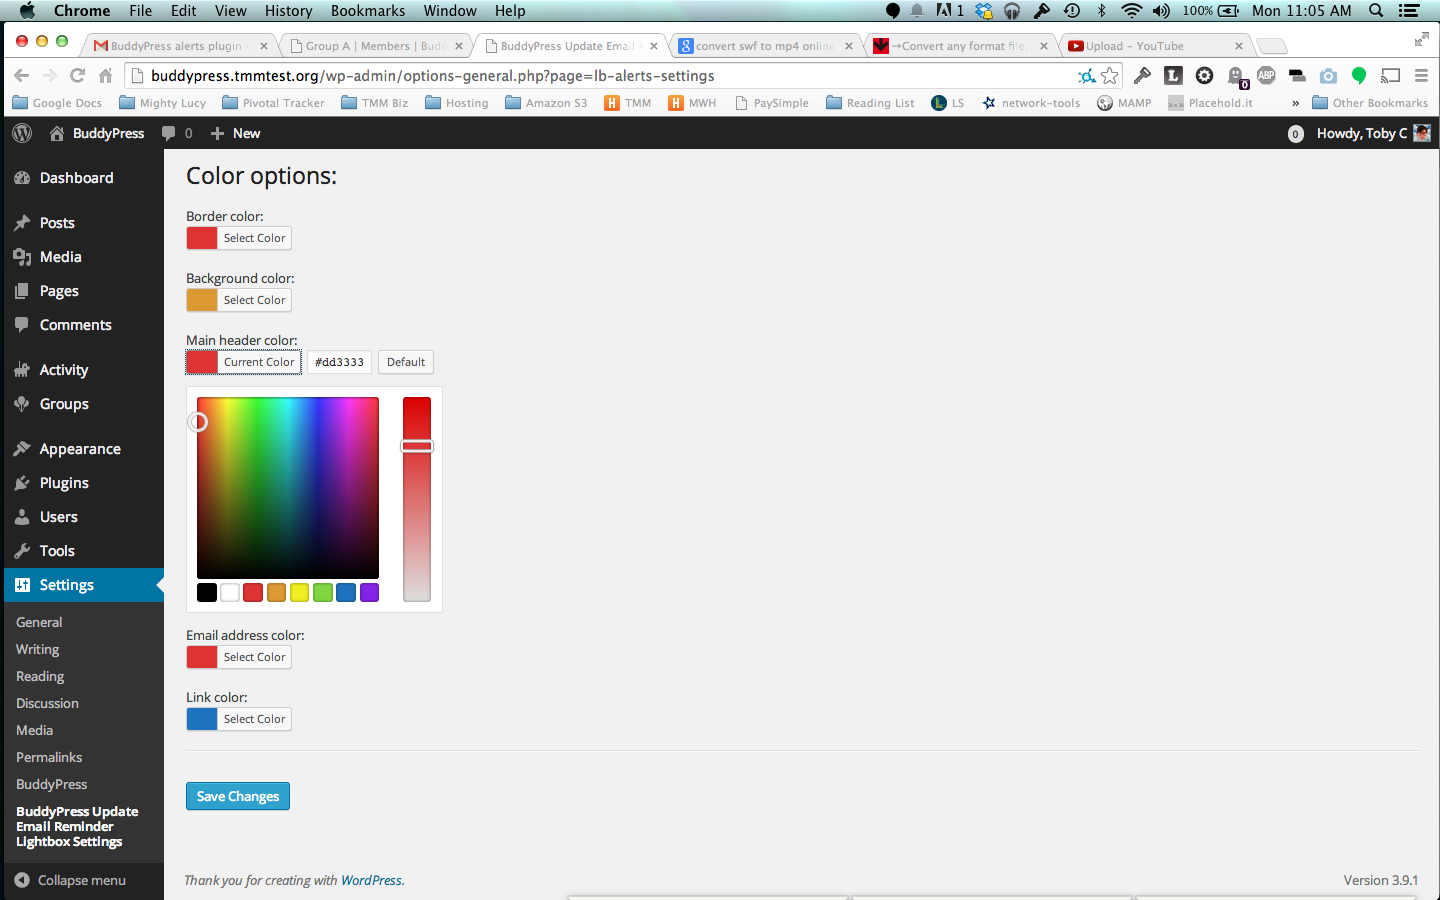 Chrome File Edit View History Bookmarks Window Help 1 100% Mon 11:05 AM
BuddyPress alerts plugin Group A | Members | Budd BuddyPress Update Email convert swf to mp4 online →Convert any format file, Upload – YouTube
buddypress.tmmtest.org/wp-admin/options-general.php?page=lb-alerts-settings L 0 ABP
Google Docs Mighty Lucy Pivotal Tracker TMM Biz Hosting Amazon S3 TMM MWH PaySimple Reading List LS network-tools MAMP Placehold.it » Other Bookmarks
BuddyPress 0 + New 0 Howdy, Toby C
Dashboard
Posts
Media
Pages
Comments
Activity
Groups
Appearance
Plugins
Users
Tools
Settings
General
Writing
Reading
Discussion
Media
Permalinks
BuddyPress
BuddyPress Update
Email Reminder
Lightbox Settings
Collapse menu
Color options:
Border color:
Select Color
Background color:
Select Color
Main header color:
Current Color #dd3333 Default
Email address color:
Select Color
Link color:
Select Color
Save Changes
Thank you for creating with WordPress. Version 3.9.1